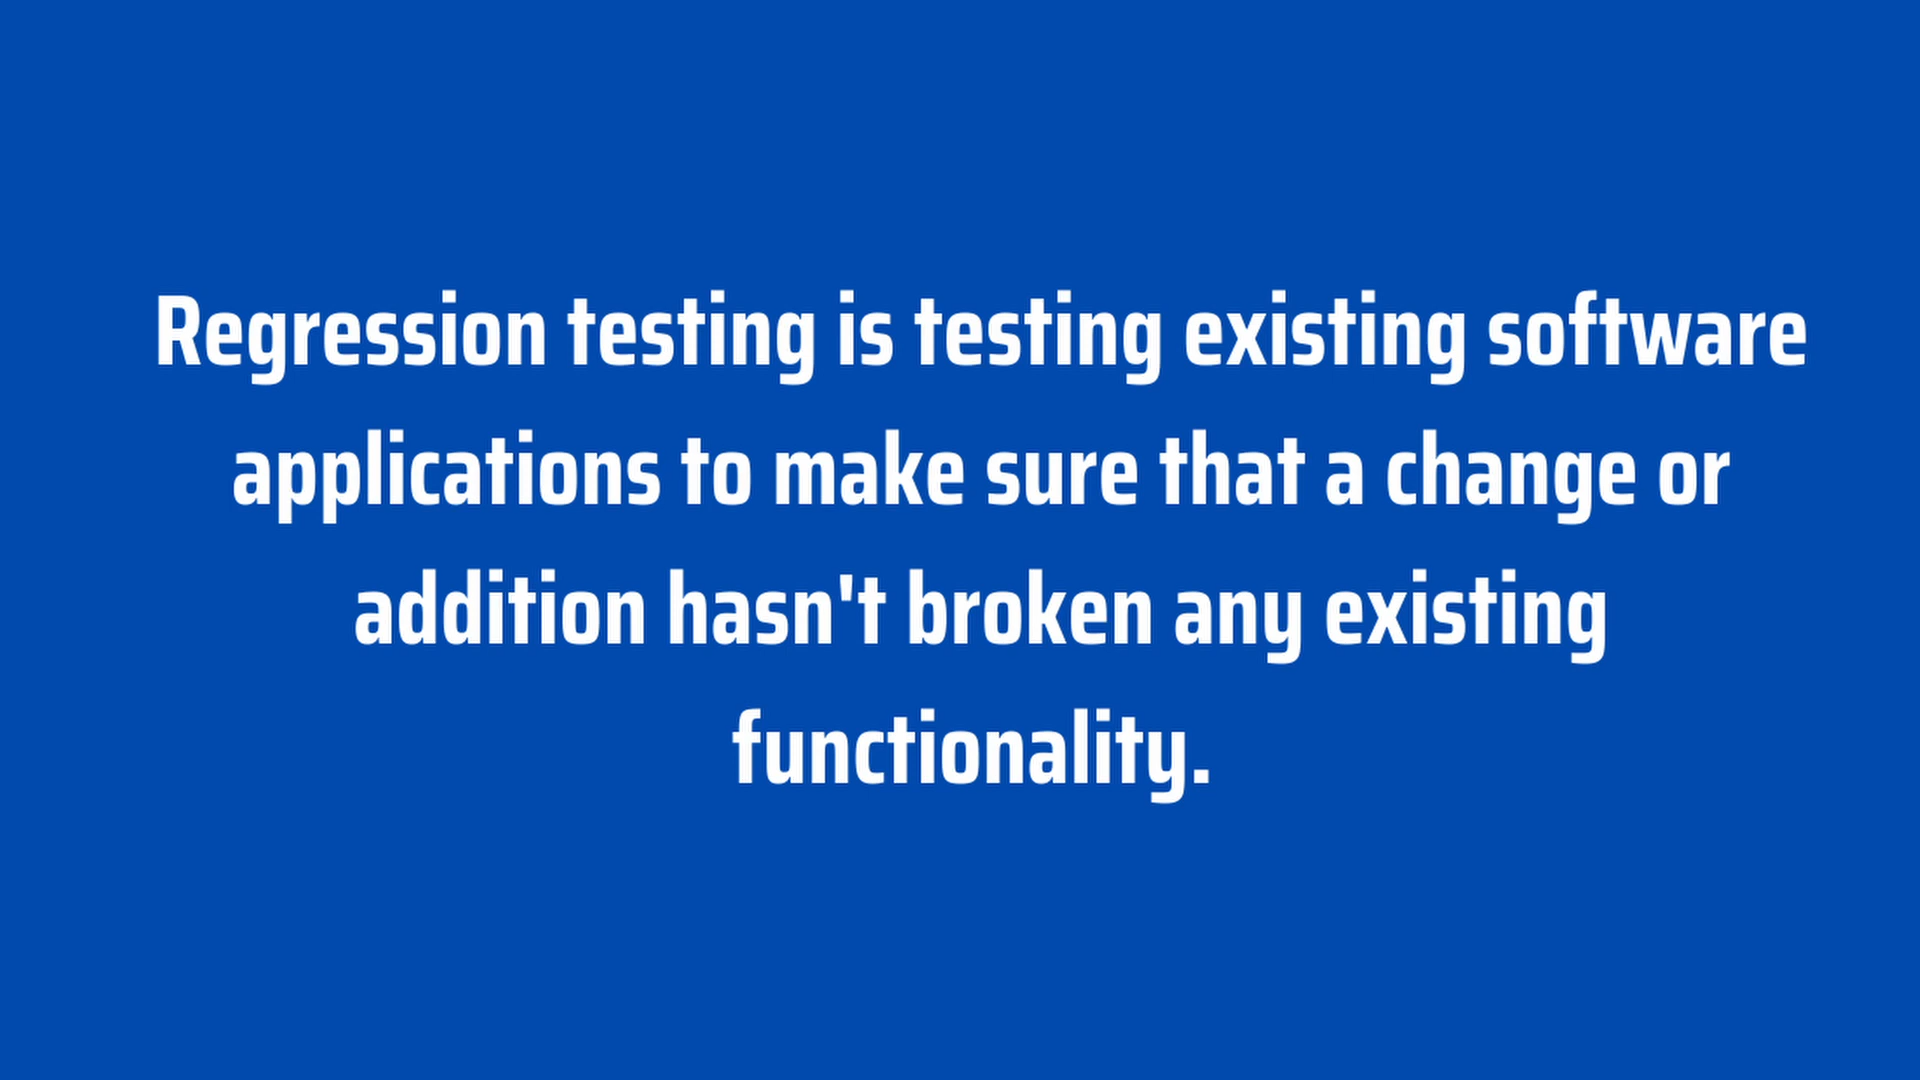 Regression testing is testing existing software
applications to make sure that a change or
addition hasn't broken any existing
functionality.